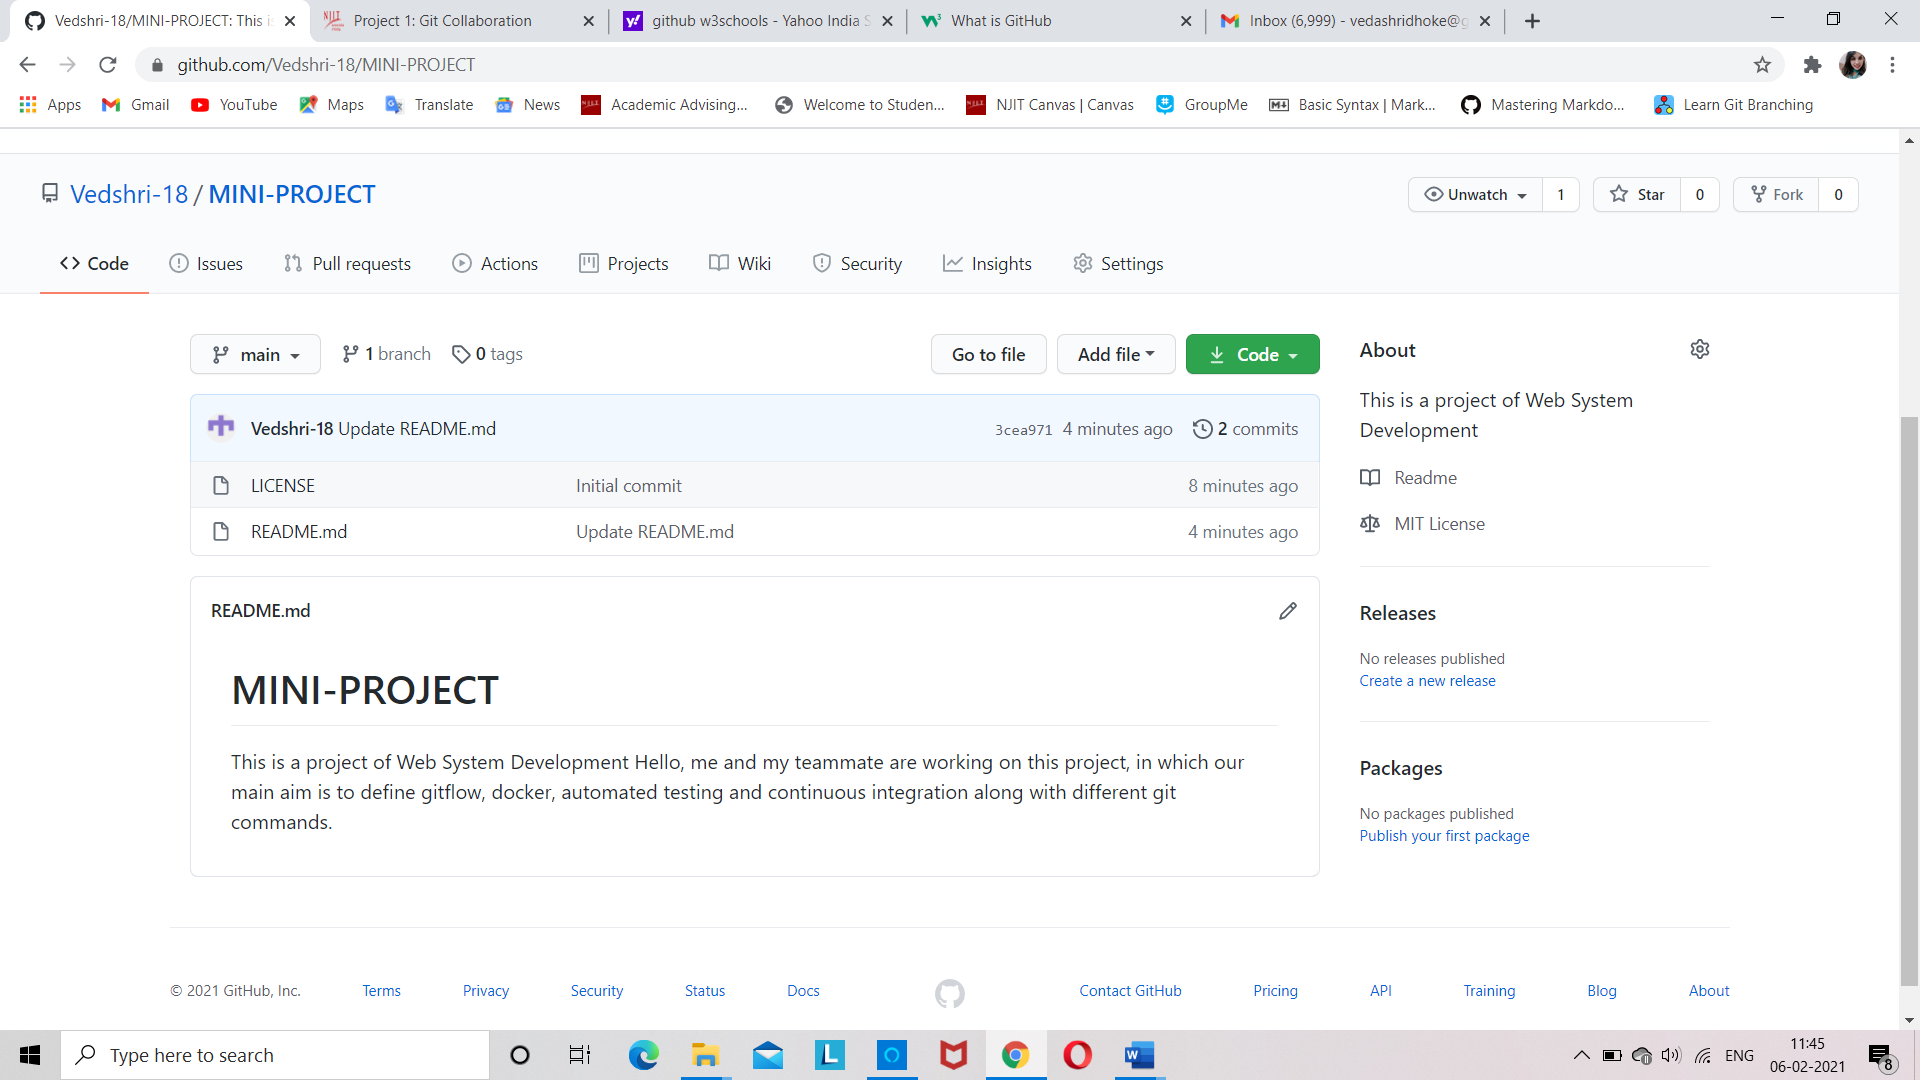 Vedshri-18/MINI-PROJECT: This is
Project 1: Git Collaboration
github w3schools - Yahoo India S
What is GitHub
Inbox (6,999) - vedashridhoke@g
github.com/Vedshri-18/MINI-PROJECT
Apps
Gmail
YouTube
Maps
Translate
News
Academic Advising...
Welcome to Studen...
NJIT Canvas | Canvas
GroupMe
Basic Syntax | Mark...
Mastering Markdo...
Learn Git Branching
Vedshri-18 / MINI-PROJECT
Unwatch 1
Star 0
Fork 0
Code
Issues
Pull requests
Actions
Projects
Wiki
Security
Insights
Settings
main
1 branch
0 tags
Go to file
Add file
Code
Vedshri-18 Update README.md
3cea971 4 minutes ago
2 commits
LICENSE Initial commit 8 minutes ago
README.md Update README.md 4 minutes ago
README.md
MINI-PROJECT
This is a project of Web System Development Hello, me and my teammate are working on this project, in which our
main aim is to define gitflow, docker, automated testing and continuous integration along with different git
commands.
About
This is a project of Web System
Development
Readme
MIT License
Releases
No releases published
Create a new release
Packages
No packages published
Publish your first package
© 2021 GitHub, Inc.
Terms
Privacy
Security
Status
Docs
Contact GitHub
Pricing
API
Training
Blog
About
Type here to search
ENG
11:45
06-02-2021
8